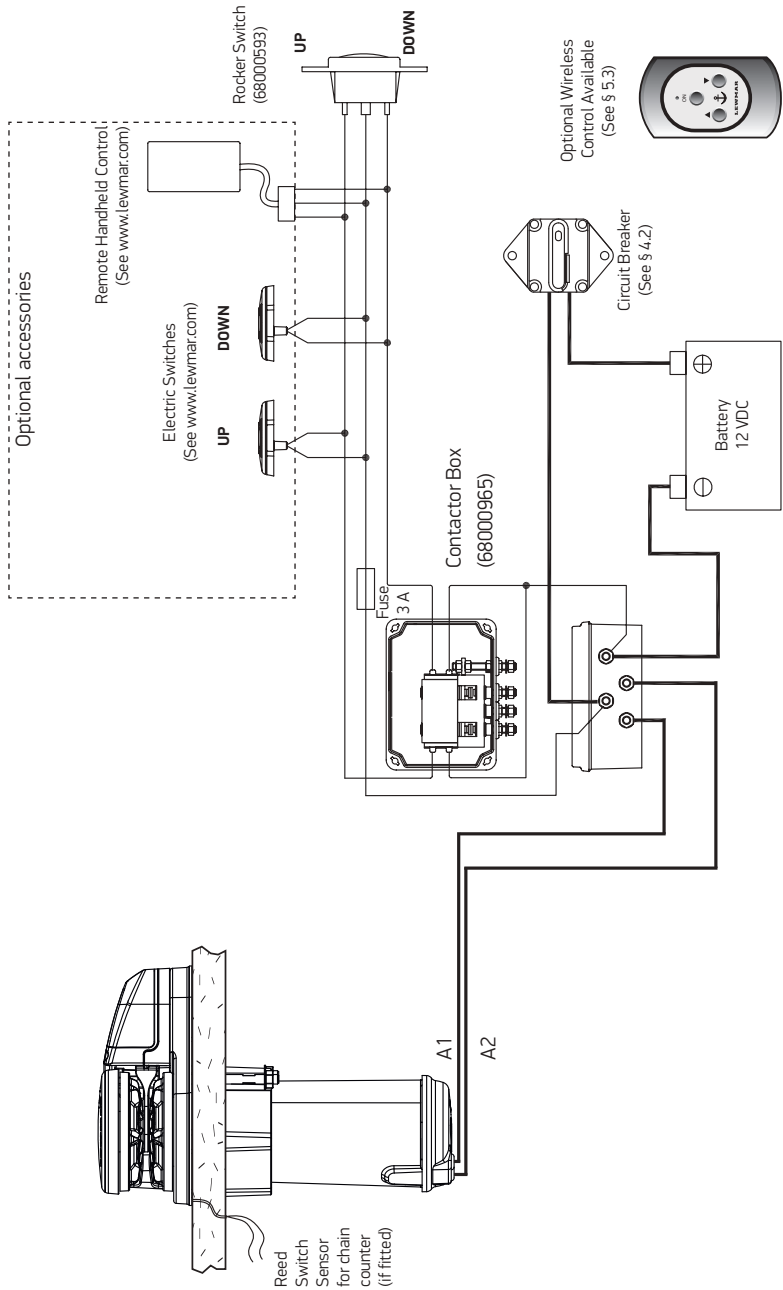 Optional accessories
Remote Handheld Control
(See www.lewmar.com)
Electric Switches
(See www.lewmar.com)
UP
DOWN
Rocker Switch
(68000593)
UP
DOWN
Fuse
3 A
Contactor Box
(68000965)
Optional Wireless
Control Available
(See § 5.3)
ON
LEWMAR
Circuit Breaker
(See § 4.2)
Battery
12 VDC
A1
A2
Reed
Switch
Sensor
for chain
counter
(if fitted)